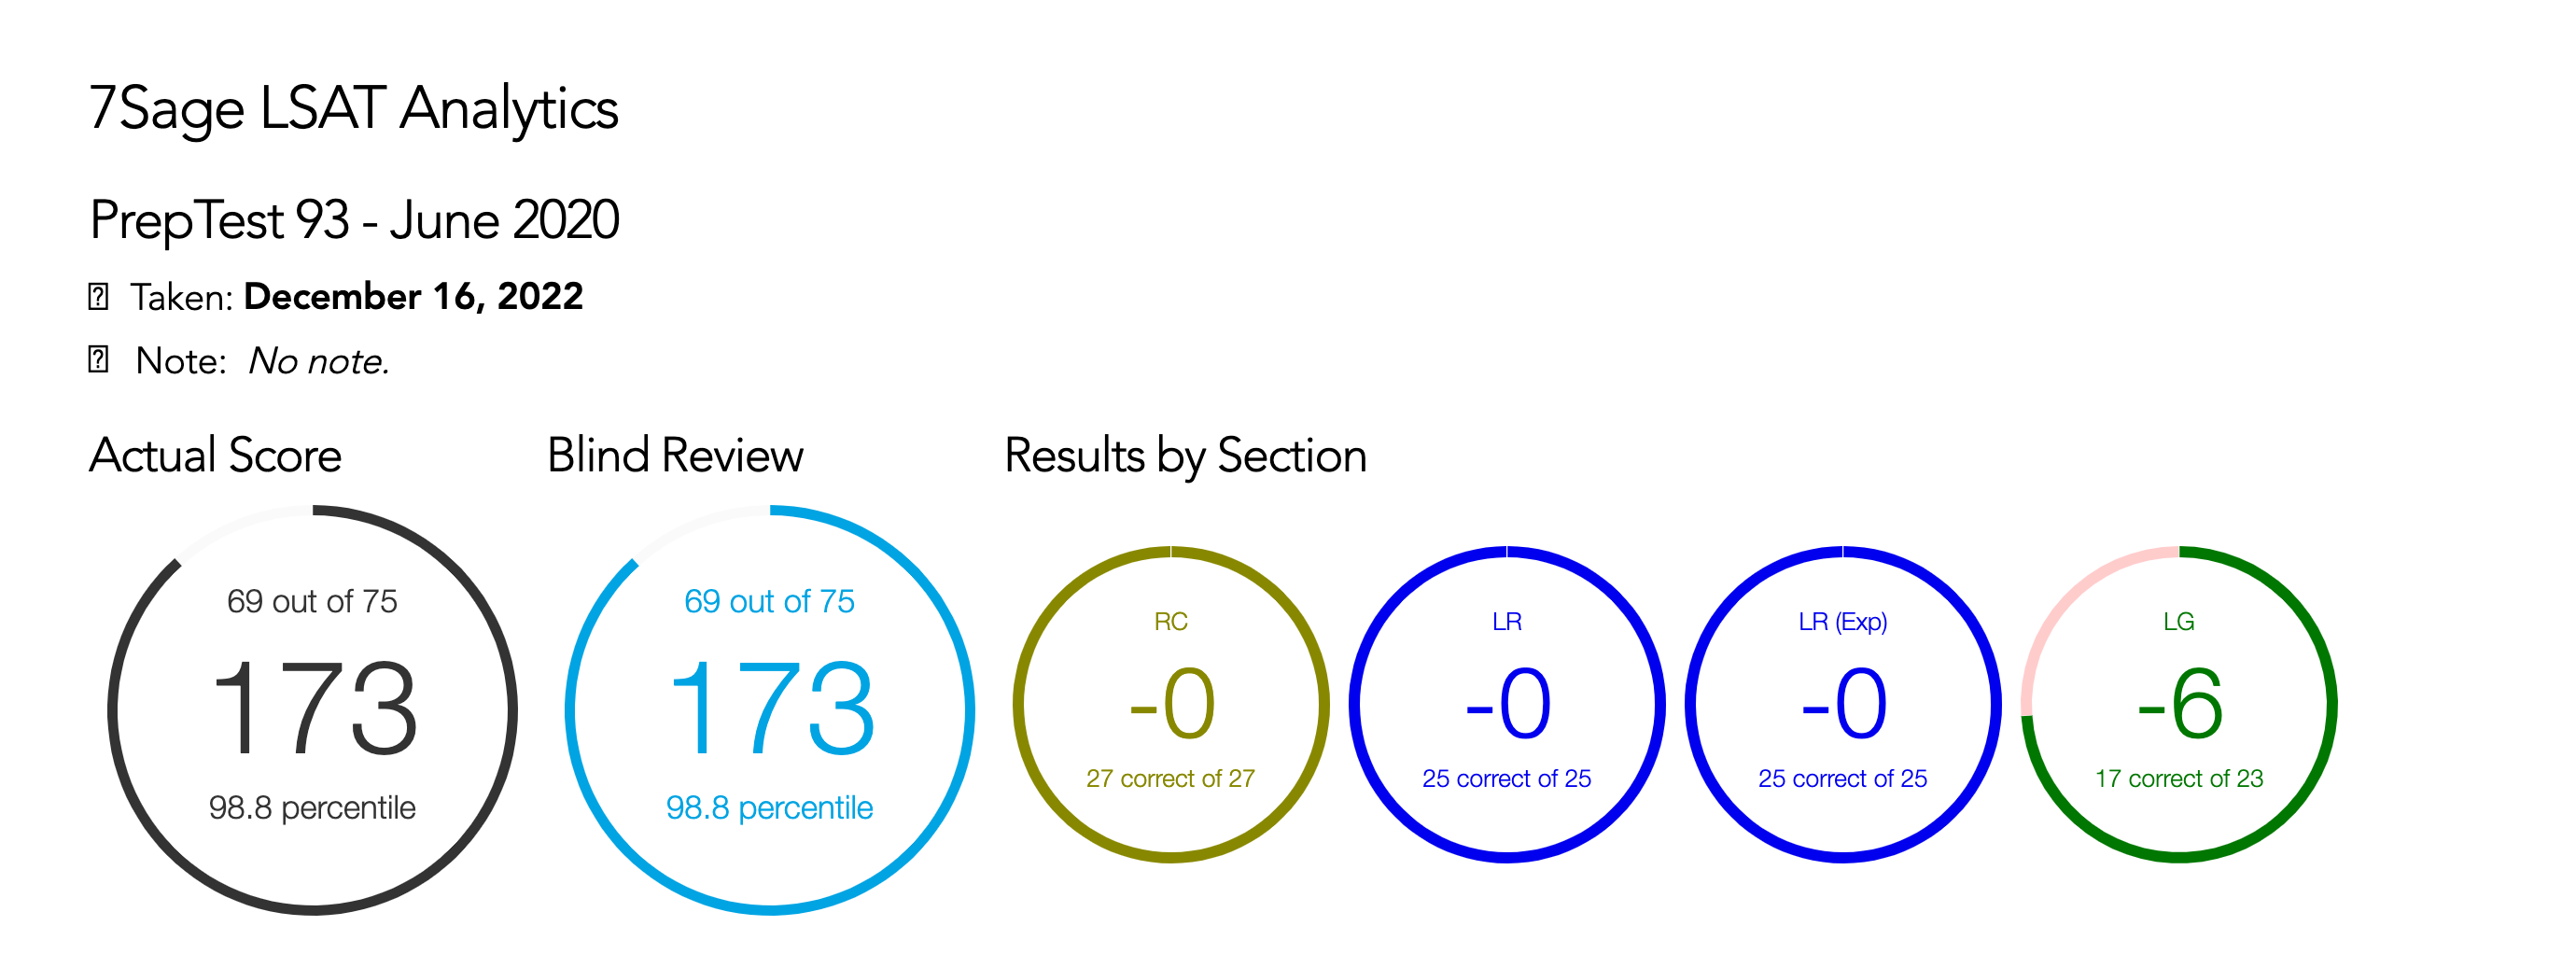 7Sage LSAT Analytics
PrepTest 93 - June 2020
Taken: December 16, 2022
Note: No note.
Actual Score
69 out of 75
173
98.8 percentile
Blind Review
69 out of 75
173
98.8 percentile
Results by Section
RC
-0
27 correct of 27
LR
-0
25 correct of 25
LR (Exp)
-0
25 correct of 25
LG
-6
17 correct of 23